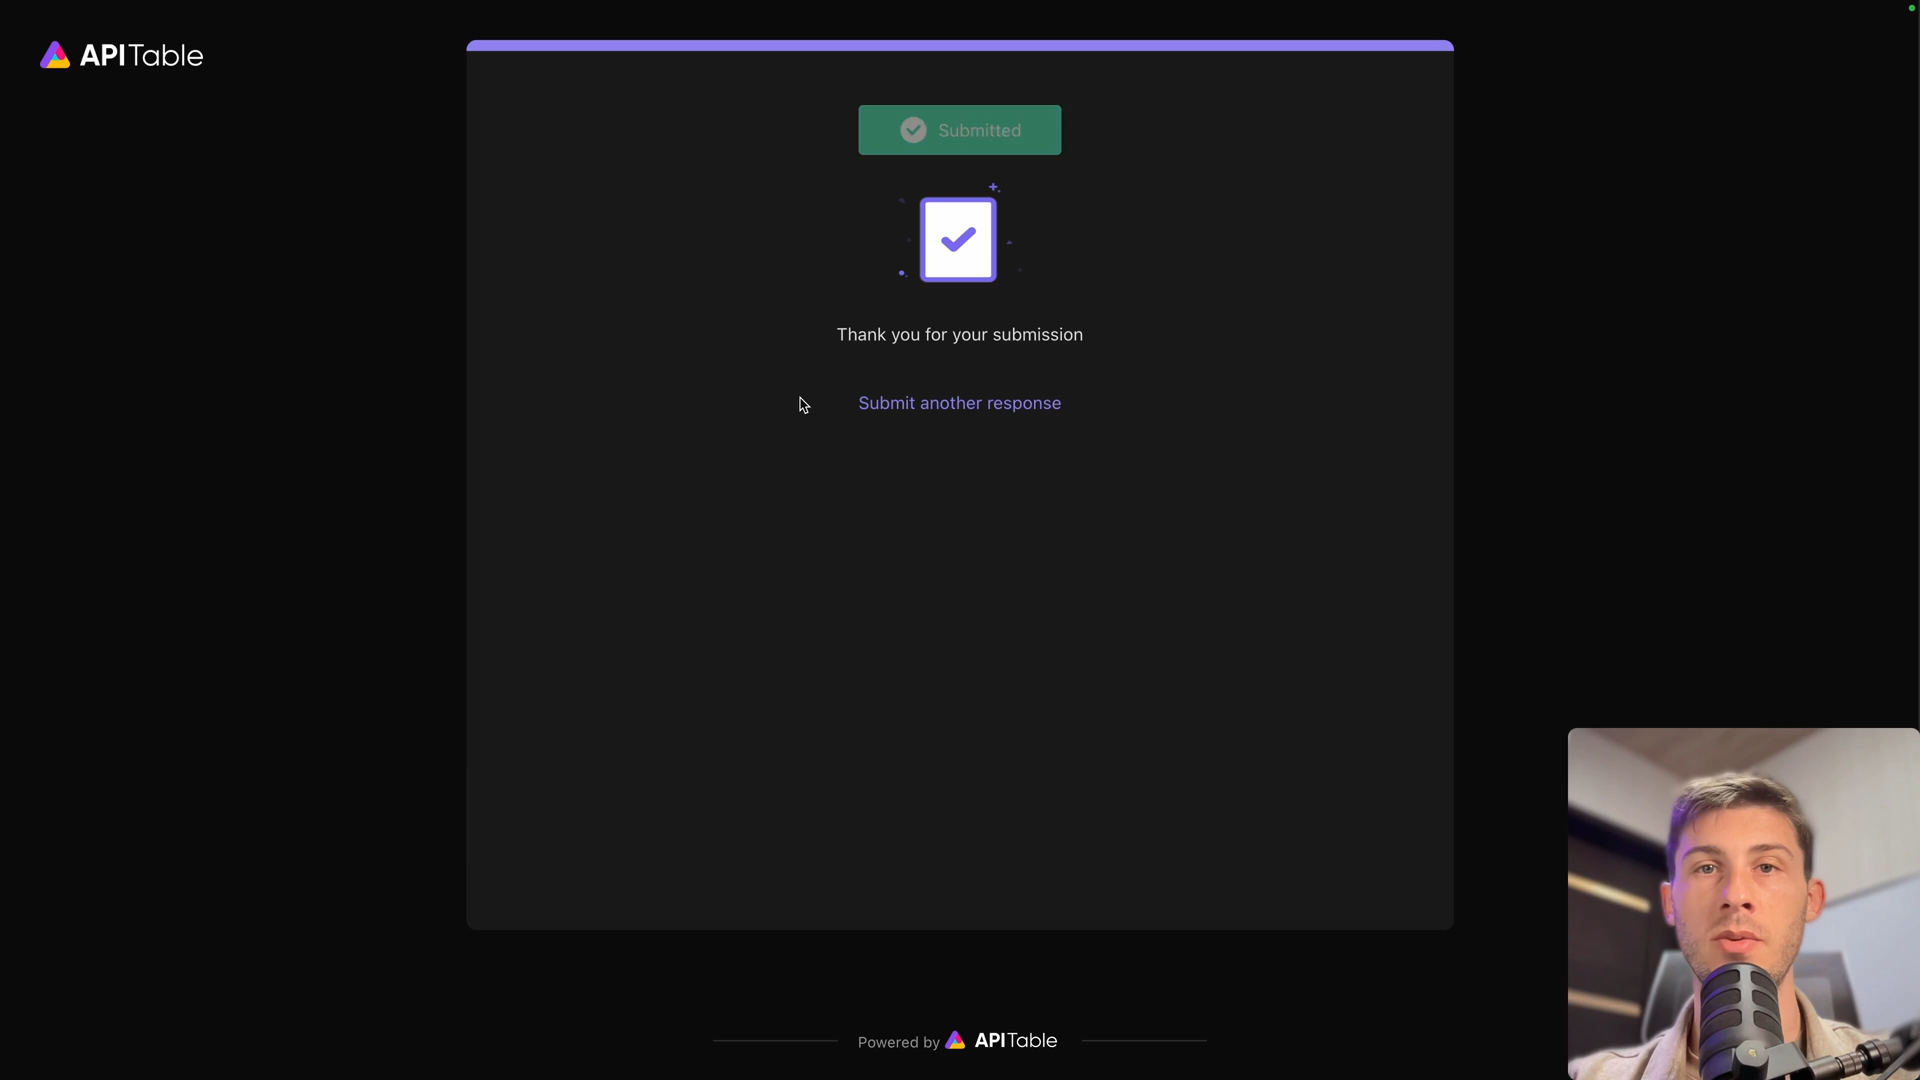 APITable
Submitted
Thank you for your submission
Submit another response
Powered by APITable